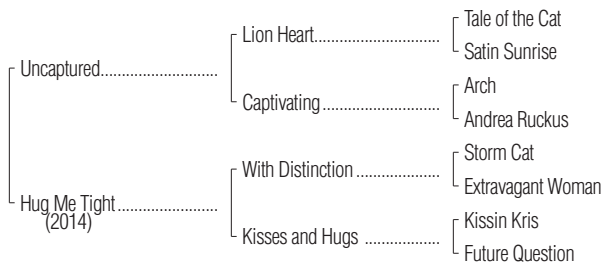 Tale of the Cat
Lion Heart
Satin Sunrise
Uncaptured
Arch
Captivating
Andrea Ruckus
Storm Cat
With Distinction
Extravagant Woman
Hug Me Tight
(2014)
Kissin Kris
Kisses and Hugs
Future Question